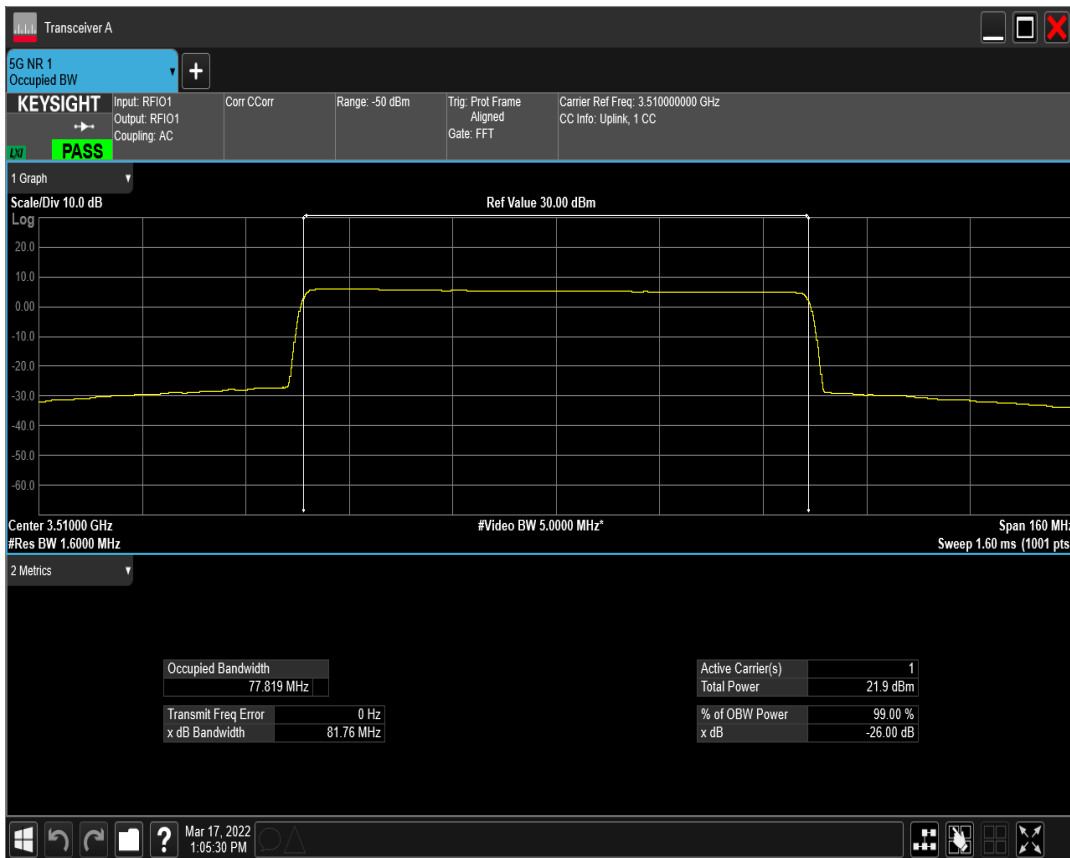 Transceiver A
5G NR 1
Occupied BW
KEYSIGHT
LXI
PASS
Input: RFIO1
Output: RFIO1
Coupling: AC
Corr CCorr
Range: -50 dBm
Trig: Prot Frame
Aligned
Gate: FFT
Carrier Ref Freq: 3.510000000 GHz
CC Info: Uplink, 1 CC
1 Graph
Scale/Div 10.0 dB
Ref Value 30.00 dBm
Log
20.0
10.0
0.00
-10.0
-20.0
-30.0
-40.0
-50.0
-60.0
Center 3.51000 GHz
#Video BW 5.0000 MHz*
Span 160 MHz
#Res BW 1.6000 MHz
Sweep 1.60 ms (1001 pts
2 Metrics
Occupied Bandwidth
77.819 MHz
Transmit Freq Error 0 Hz
x dB Bandwidth 81.76 MHz
Active Carrier(s) 1
Total Power 21.9 dBm
% of OBW Power 99.00 %
x dB -26.00 dB
?
Mar 17, 2022
1:05:30 PM